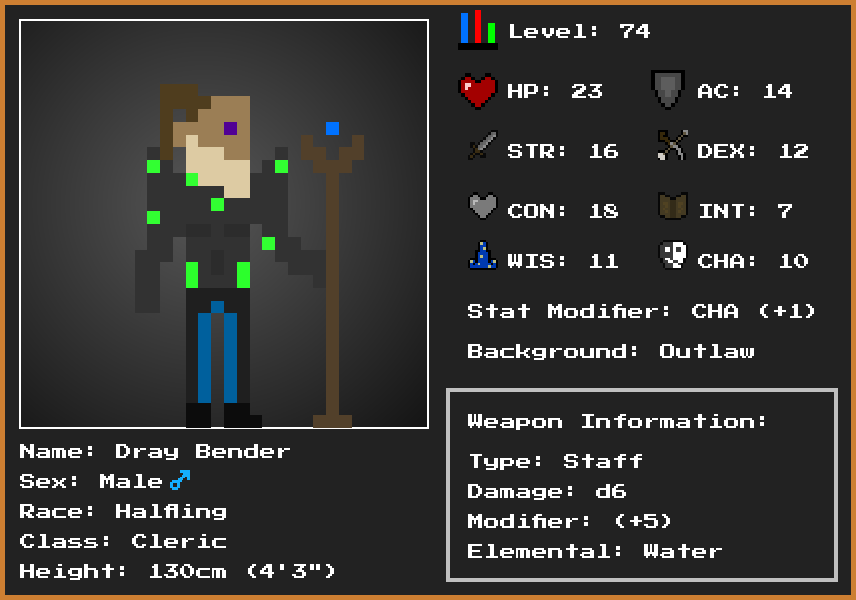 Level: 74
HP: 23
AC: 14
STR: 16
DEX: 12
CON: 18
INT: 7
WIS: 11
CHA: 10
Stat Modifier: CHA (+1)
Background: Outlaw
Weapon Information:
Type: Staff
Damage: d6
Modifier: (+5)
Elemental: Water
Name: Dray Bender
Sex: Male♂
Race: Halfling
Class: Cleric
Height: 130cm (4'3")